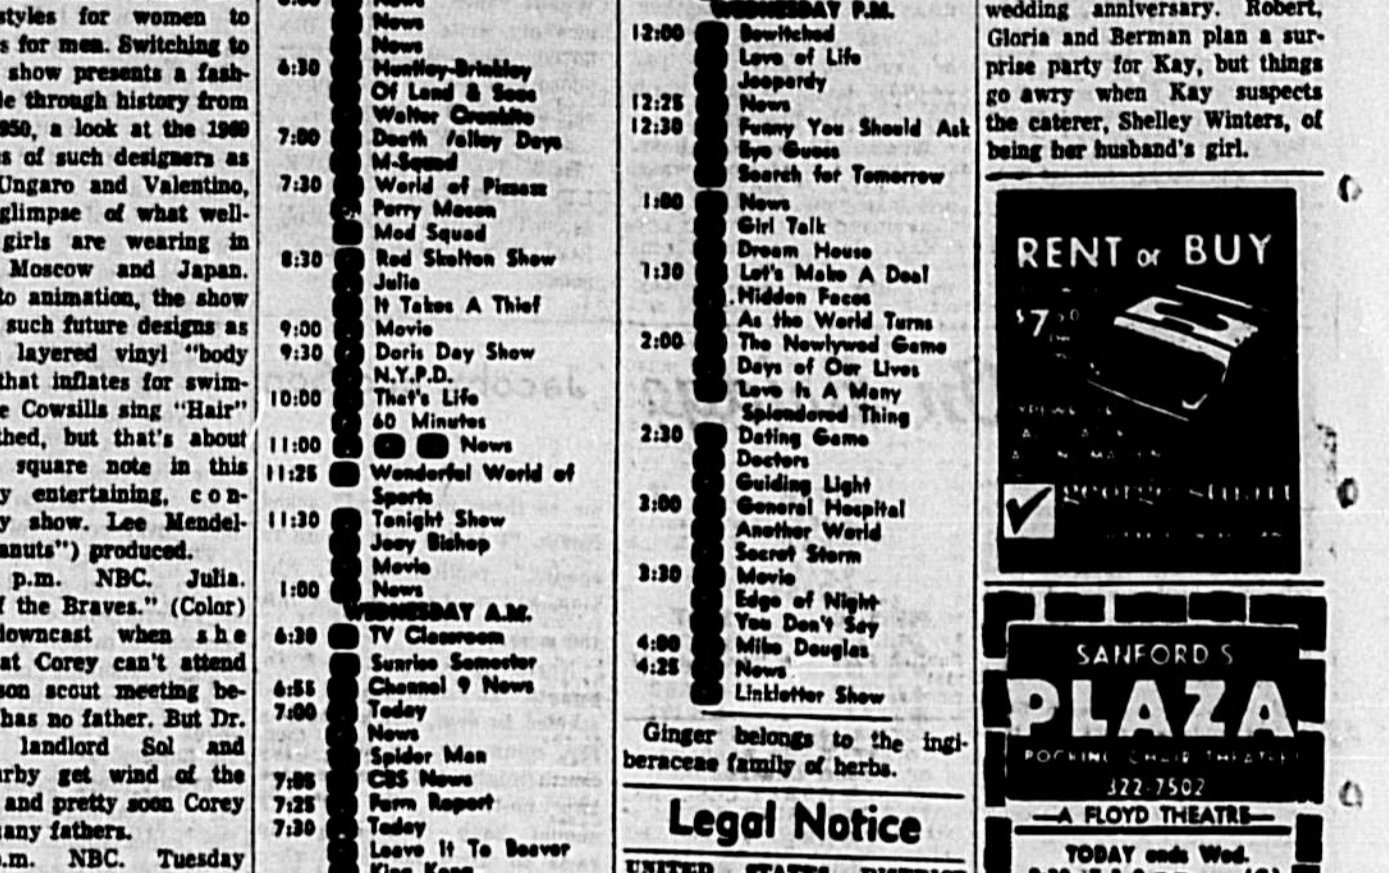 styles for women to
s for men. Switching to
show presents a fash-
le through history from
950, a look at the 1960
s of such designers as
Ungaro and Valentino,
glimpse of what well-
girls are wearing in
Moscow and Japan.
to animation, the show
such future designs as
layered vinyl "body
that inflates for swim-
e Cowsills sing "Hair"
thed, but that's about
square note in this
y entertaining, con-
y show. Lee Mendel-
anuts") produced.
p.m. NBC. Julia.
f the Braves." (Color)
downcast when she
at Corey can't attend
son scout meeting be-
has no father. But Dr.
landlord Sol and
arby get wind of the
and pretty soon Corey
any fathers.
.m. NBC. Tuesday
News
News
News
6:30 Huntley-Brinkley
Of Land & Seas
Walter Cronkite
7:00 Death Valley Days
M-Squad
7:30 World of
Perry Mason
Mod Squad
8:30 Red Skelton Show
Julia
It Takes A Thief
9:00 Movie
9:30 Doris Day Show
N.Y.P.D.
10:00 That's Life
60 Minutes
11:00 News
11:25 Wonderful World of
Sports
11:30 Tonight Show
Joey Bishop
Movie
1:00 News
WEDNESDAY A.M.
6:30 TV Classroom
Sunrise Semester
6:55 Channel 9 News
7:00 Today
News
Spider Man
7:05 CBS News
7:25 Farm Report
7:30 Today
Leave It To Beaver
King Kong
WEDNESDAY P.M.
12:00 Bewitched
Love of Life
Jeopardy
12:25 News
12:30 Funny You Should Ask
Eye Guess
Search for Tomorrow
1:00 News
Girl Talk
Dream House
1:30 Let's Make A Deal
Hidden Faces
As the World Turns
2:00 The Newlywed Game
Days of Our Lives
Love Is A Many
Splendored Thing
2:30 Dating Game
Doctors
Guiding Light
3:00 General Hospital
Another World
Secret Storm
3:30 Movie
Edge of Night
You Don't Say
4:00 Mike Douglas
4:25 News
Linkletter Show
Ginger belongs to the ingi-
beraceae family of herbs.
Legal Notice
UNITED STATES DISTRICT
wedding anniversary. Robert,
Gloria and Berman plan a sur-
prise party for Kay, but things
go awry when Kay suspects
the caterer, Shelley Winters, of
being her husband's girl.
RENT or BUY
$7
george stuart
SANFORD S
PLAZA
ROCKING CHAIR THEATRE
322-7502
A FLOYD THEATRE
TODAY ends Wed.